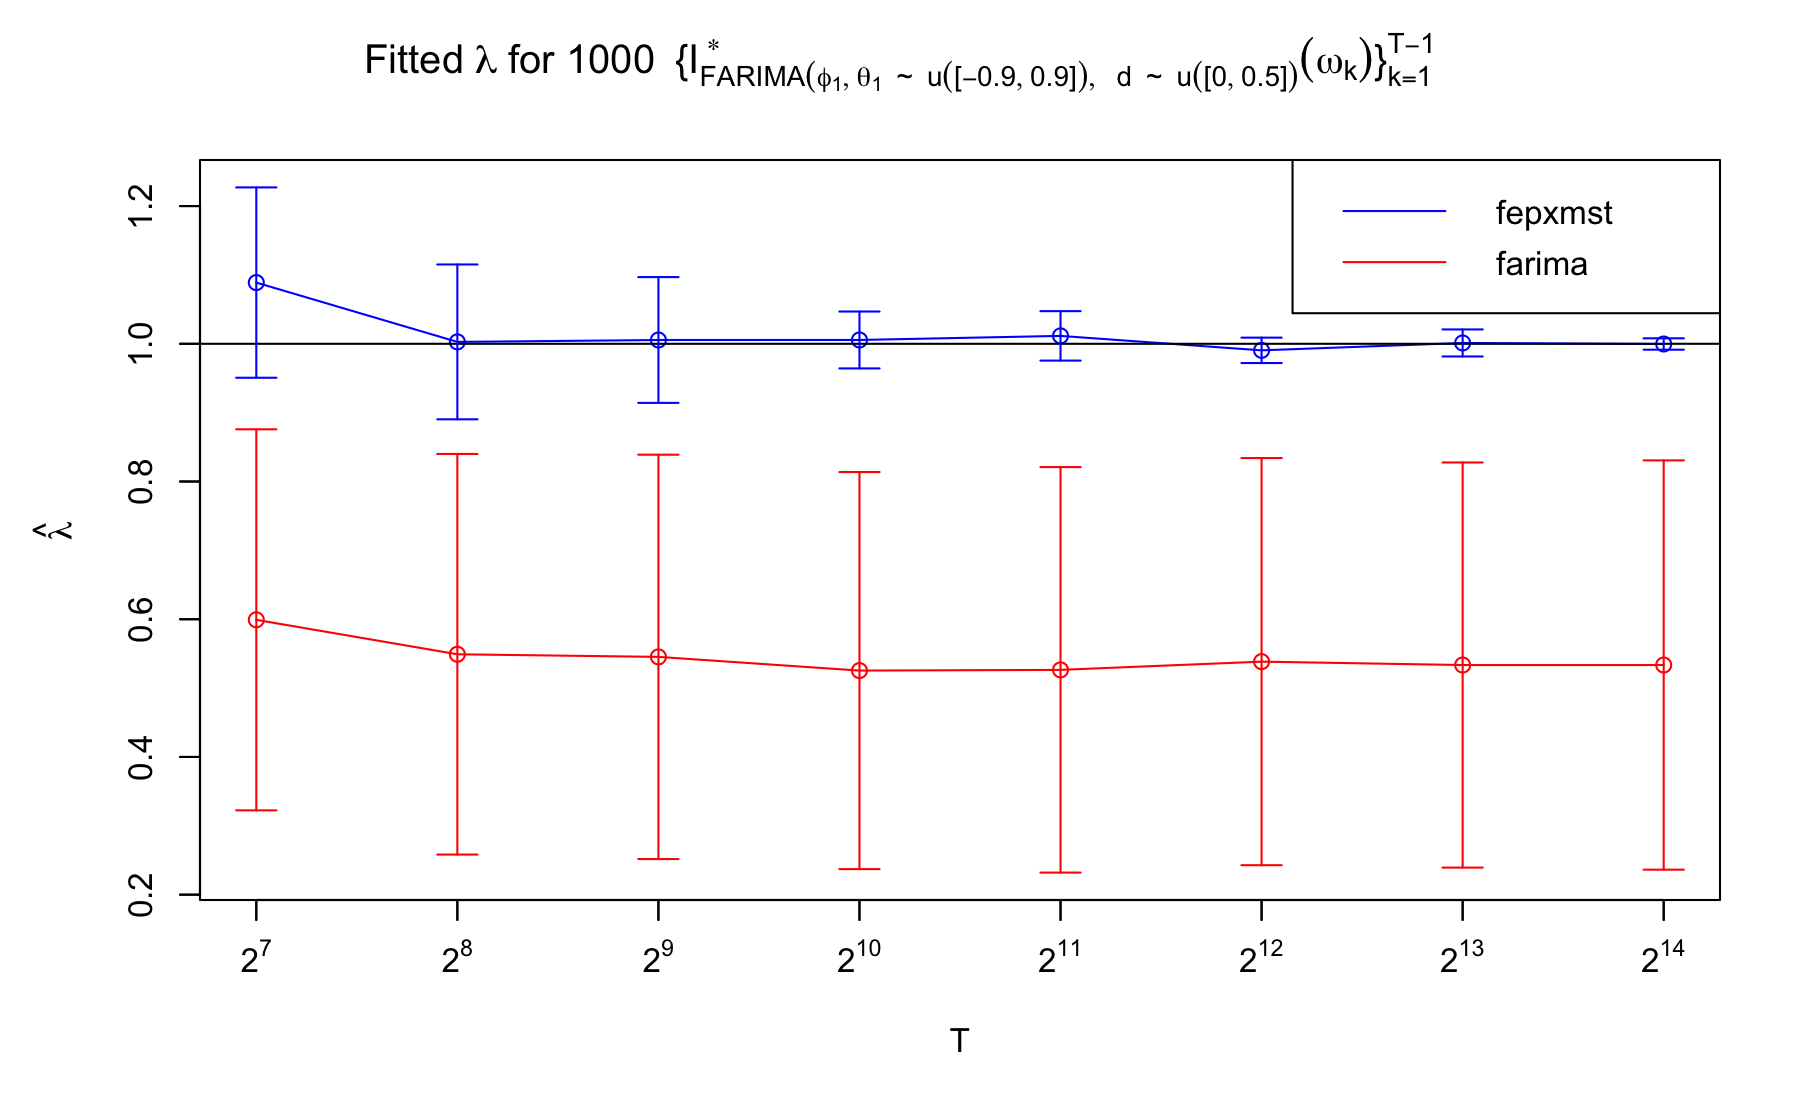 Fitted λ for 1000 {I*FARIMA(ϕ1, θ1 ~ u([−0.9, 0.9]), d ~ u([0, 0.5]))(ωk)}T−1k=1
fepxmst
farima
1.2
1.0
0.8
0.6
0.4
0.2
λ̂
2^7 2^8 2^9 2^10 2^11 2^12 2^13 2^14
T